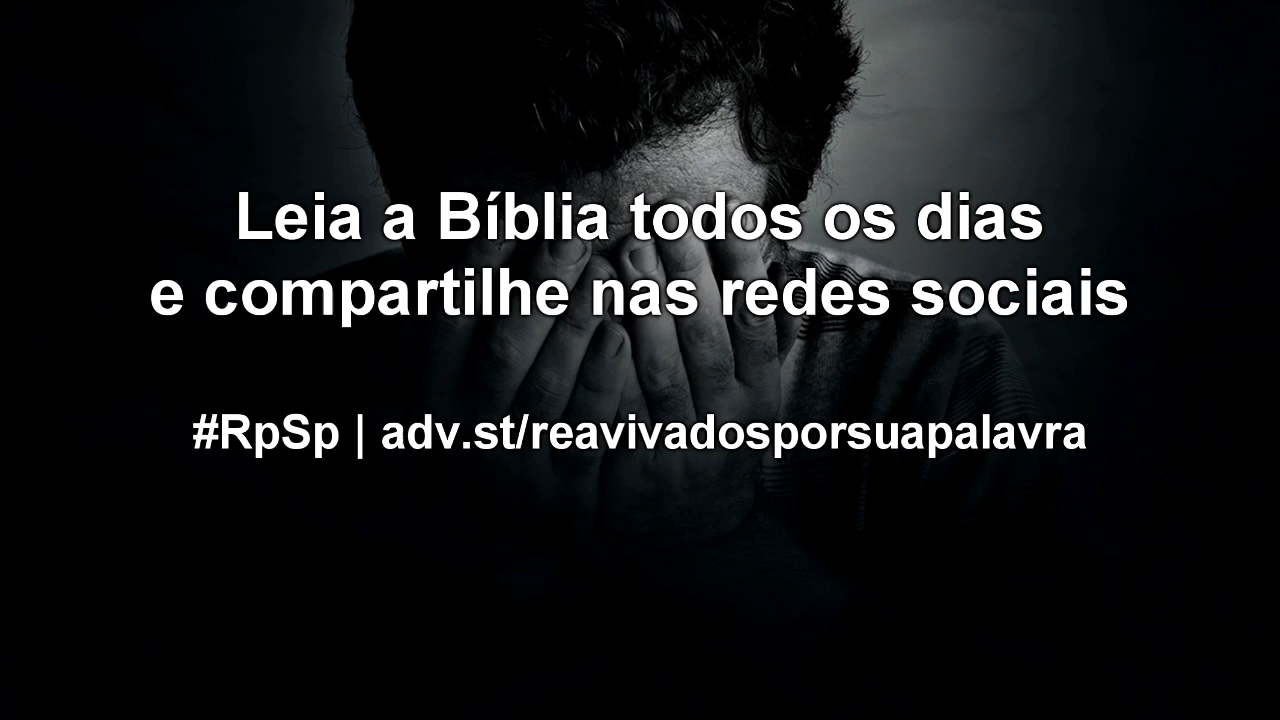 Leia a Bíblia todos os dias
e compartilhe nas redes sociais
#RpSp | adv.st/reavivadosporsuapalavra